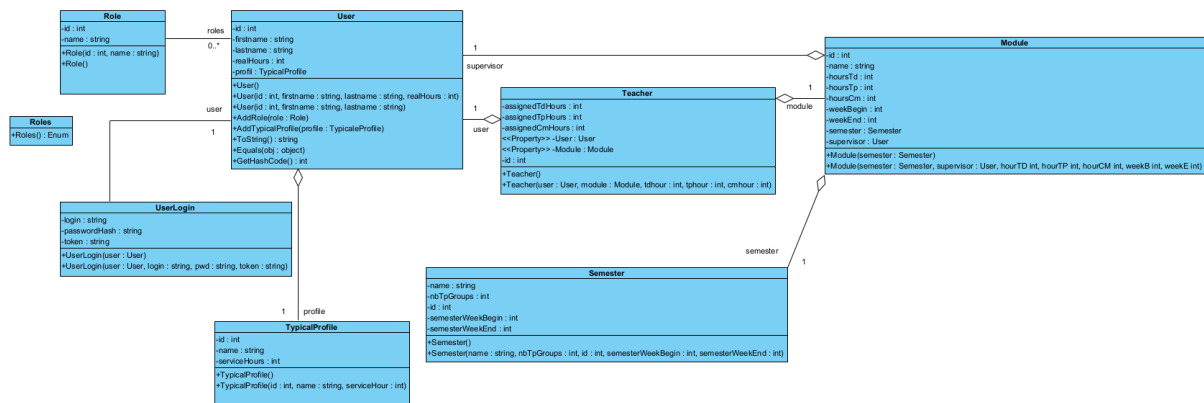 Role
-id : int
-name : string
+Role(id : int, name : string)
+Role()
roles
0..*
User
-id : int
-firstname : string
-lastname : string
-realHours : int
-profil : TypicalProfile
+User()
+User(id : int, firstname : string, lastname : string, realHours : int)
+User(id : int, firstname : string, lastname : string)
+AddRole(role : Role)
+AddTypicalProfile(profile : TypicaleProfile)
+ToString() : string
+Equals(obj : object)
+GetHashCode() : int
1
supervisor
Module
-id : int
-name : string
-hoursTd : int
-hoursTp : int
-hoursCm : int
-weekBegin : int
-weekEnd : int
-semester : Semester
-supervisor : User
+Module(semester : Semester)
+Module(semester : Semester, supervisor : User, hourTD int, hourTP int, hourCM int, weekB int, weekE int)
Teacher
-assignedTdHours : int
-assignedTpHours : int
-assignedCmHours : int
<<Property>> -User : User
<<Property>> -Module : Module
-id : int
+Teacher()
+Teacher(user : User, module : Module, tdhour : int, tphour : int, cmhour : int)
1
user
1
module
user
1
Roles
+Roles() : Enum
UserLogin
-login : string
-passwordHash : string
-token : string
+UserLogin(user : User)
+UserLogin(user : User, login : string, pwd : string, token : string)
semester
1
Semester
-name : string
-nbTpGroups : int
-id : int
-semesterWeekBegin : int
-semesterWeekEnd : int
+Semester()
+Semester(name : string, nbTpGroups : int, id : int, semesterWeekBegin : int, semesterWeekEnd : int)
1 profile
TypicalProfile
-id : int
-name : string
-serviceHours : int
+TypicalProfile()
+TypicalProfile(id : int, name : string, serviceHour : int)